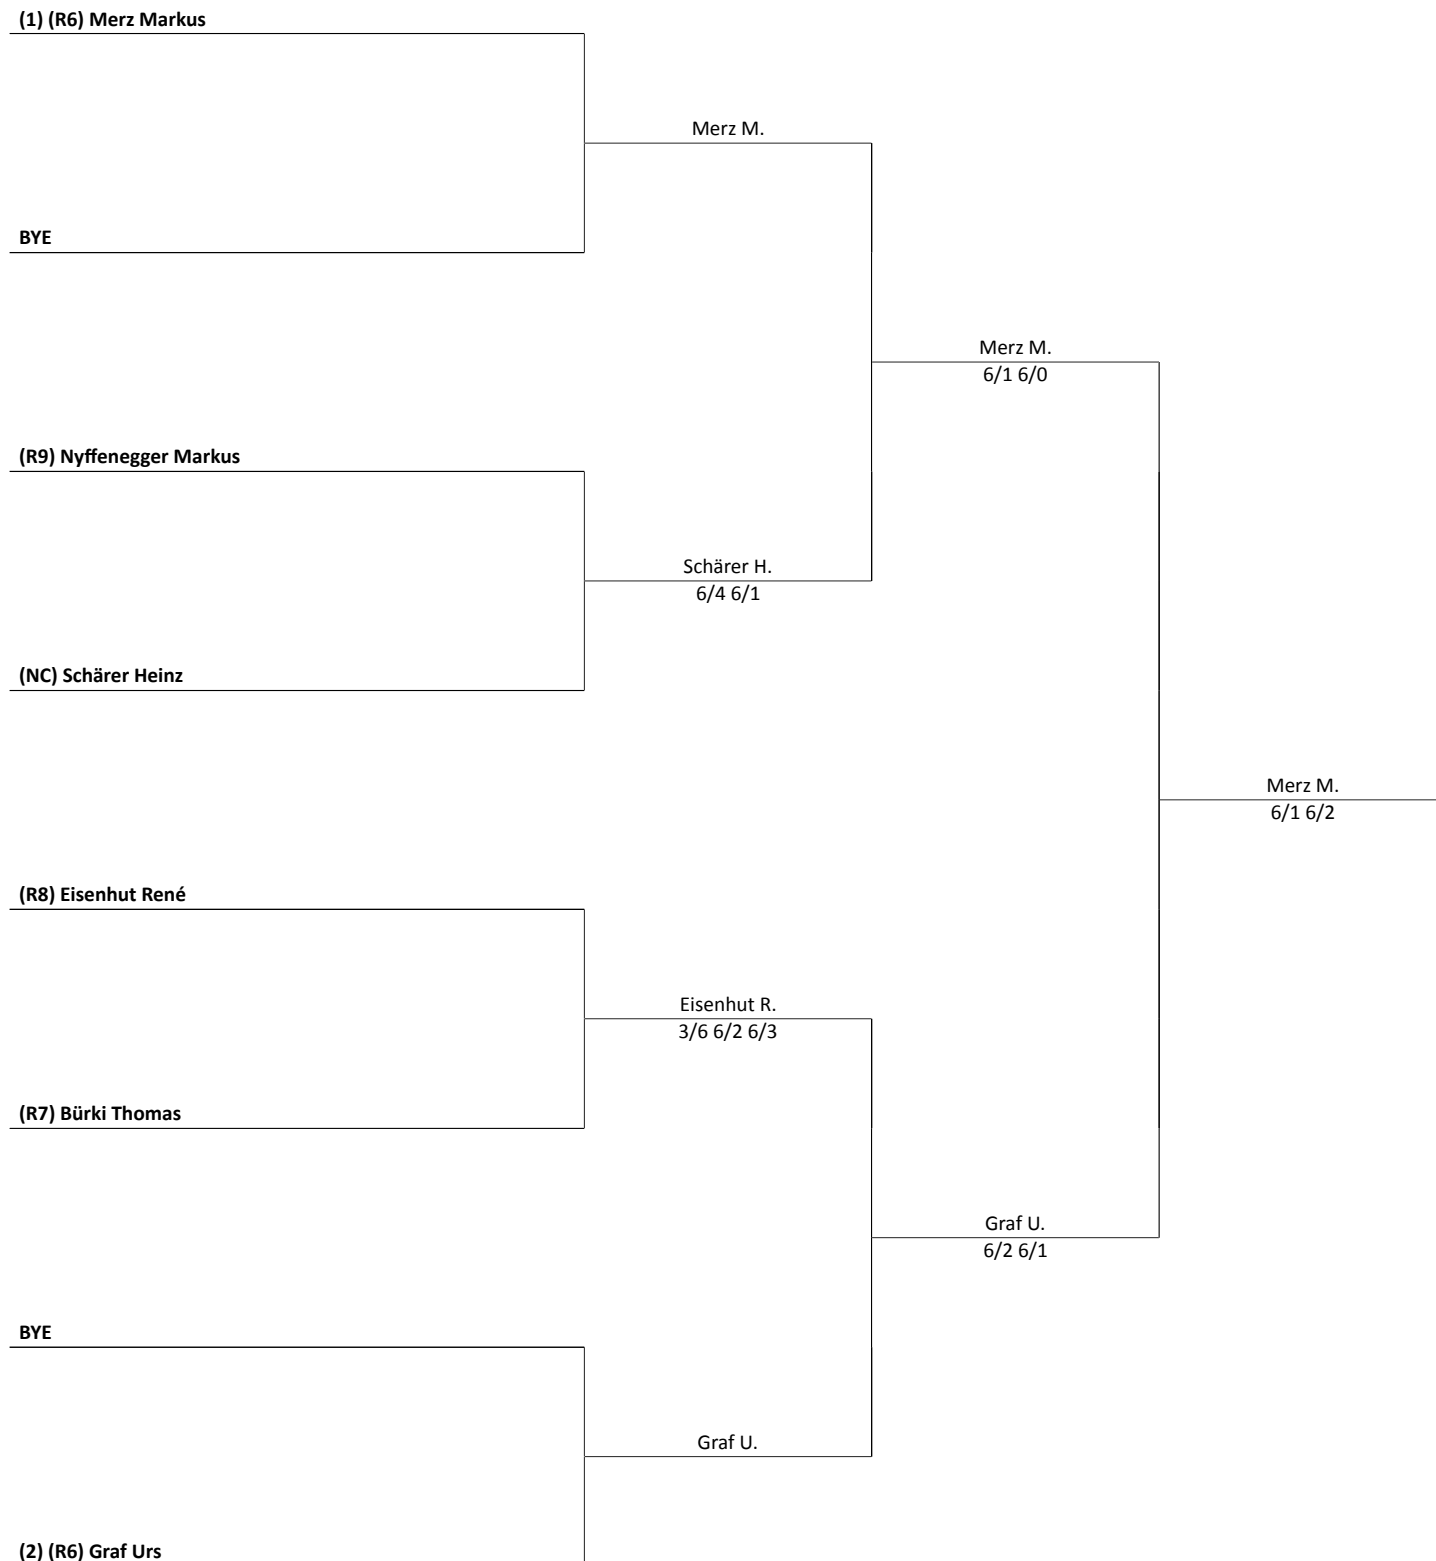 (1) (R6) Merz Markus
Merz M.
BYE
Merz M.
6/1 6/0
(R9) Nyffenegger Markus
Schärer H.
6/4 6/1
(NC) Schärer Heinz
Merz M.
6/1 6/2
(R8) Eisenhut René
Eisenhut R.
3/6 6/2 6/3
(R7) Bürki Thomas
Graf U.
6/2 6/1
BYE
Graf U.
(2) (R6) Graf Urs